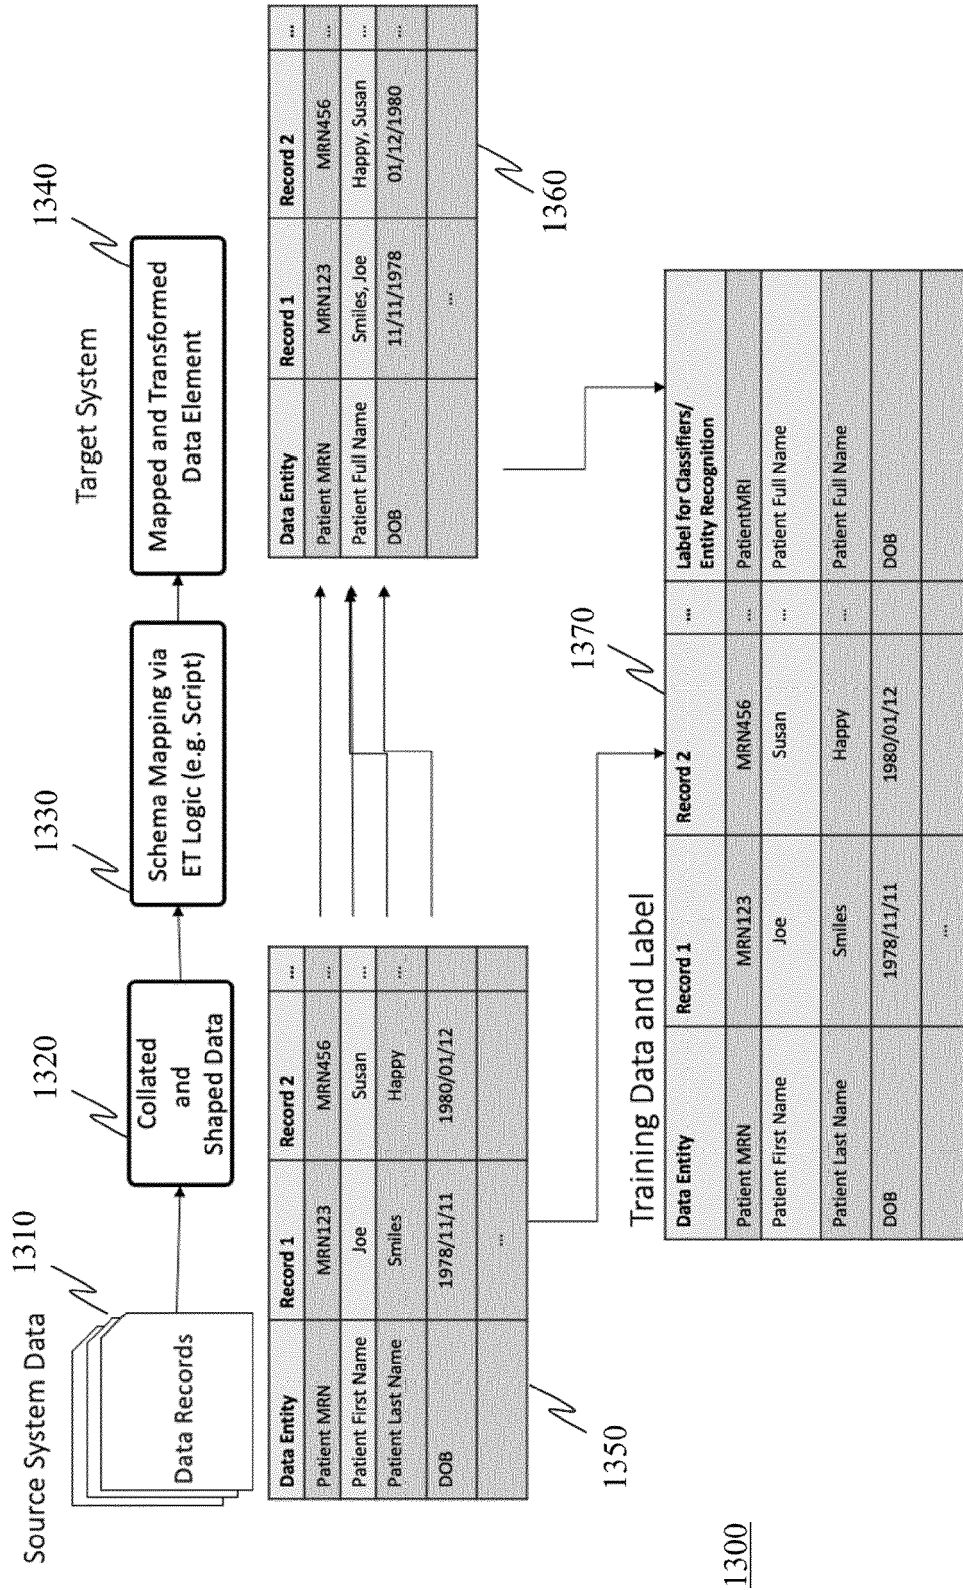 Source System Data
1310
Data Records
1320
Collated
and
Shaped Data
1330
Schema Mapping via
ET Logic (e.g. Script)
Target System
1340
Mapped and Transformed
Data Element
Data Entity Record 1 Record 2 ...
Patient MRN MRN123 MRN456 ...
Patient First Name Joe Susan ...
Patient Last Name Smiles Happy ...
DOB 1978/11/11 1980/01/12
...
1350
Data Entity Record 1 Record 2 ...
Patient MRN MRN123 MRN456 ...
Patient Full Name Smiles, Joe Happy, Susan ...
DOB 11/11/1978 01/12/1980 ...
...
1360
Training Data and Label
1370
Data Entity Record 1 Record 2 ... Label for Classifiers/
Entity Recognition
Patient MRN MRN123 MRN456 ... PatientMRI
Patient First Name Joe Susan ... Patient Full Name
Patient Last Name Smiles Happy ... Patient Full Name
DOB 1978/11/11 1980/01/12 DOB
...
1300